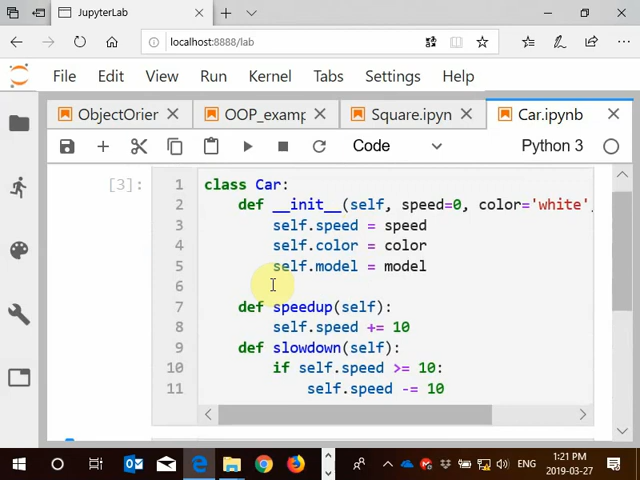 JupyterLab
localhost:8888/lab
File Edit View Run Kernel Tabs Settings Help
ObjectOrier OOP_examp Square.ipyn Car.ipynb
Code Python 3
[3]: 1 class Car:
2 def __init__(self, speed=0, color='white',
3 self.speed = speed
4 self.color = color
5 self.model = model
6
7 def speedup(self):
8 self.speed += 10
9 def slowdown(self):
10 if self.speed >= 10:
11 self.speed -= 10
ENG 1:21 PM
2019-03-27